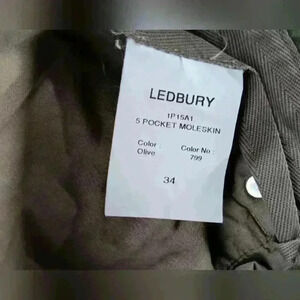 LEDBURY
1P15A1
5 POCKET MOLESKIN
Color : Color No :
Olive 799
34